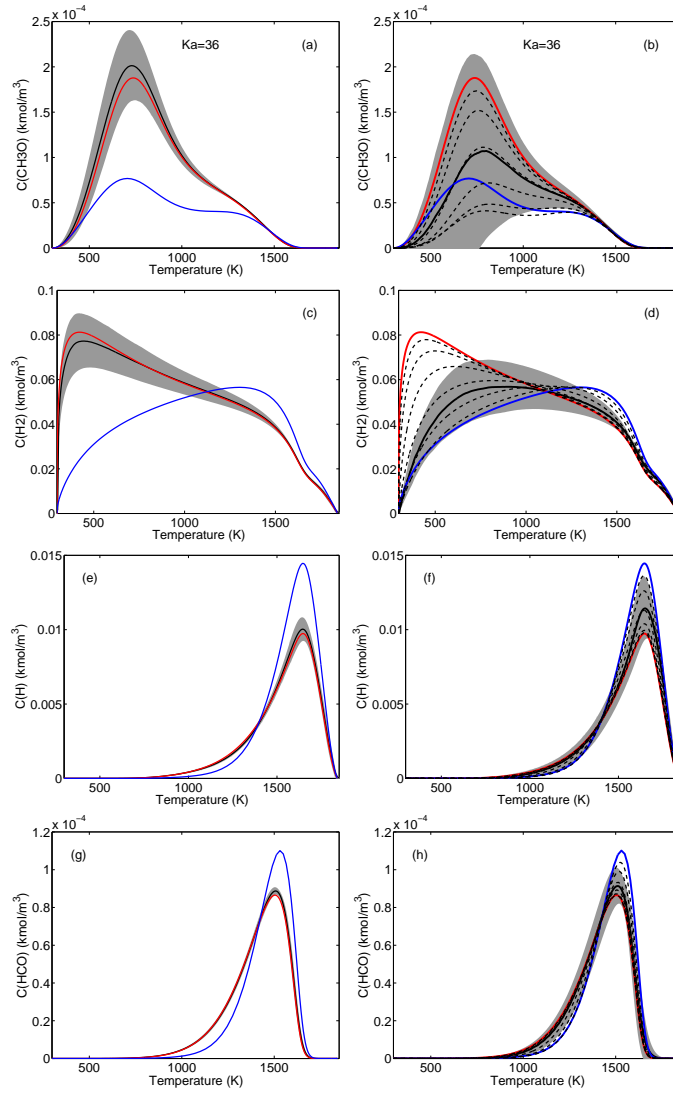 x 10⁻⁴
2.5
2
1.5
1
0.5
0
Ka=36
(a)
C(CH3O) (kmol/m³)
500 1000 1500
Temperature (K)
x 10⁻⁴
2.5
2
1.5
1
0.5
0
Ka=36
(b)
C(CH3O) (kmol/m³)
500 1000 1500
Temperature (K)
0.1
0.08
0.06
0.04
0.02
0
(c)
C(H2) (kmol/m³)
500 1000 1500
Temperature (K)
0.1
0.08
0.06
0.04
0.02
0
(d)
C(H2) (kmol/m³)
500 1000 1500
Temperature (K)
0.015
0.01
0.005
0
(e)
C(H) (kmol/m³)
500 1000 1500
Temperature (K)
0.015
0.01
0.005
0
(f)
C(H) (kmol/m³)
500 1000 1500
Temperature (K)
x 10⁻⁴
1.2
1
0.8
0.6
0.4
0.2
0
(g)
C(HCO) (kmol/m³)
500 1000 1500
Temperature (K)
x 10⁻⁴
1.2
1
0.8
0.6
0.4
0.2
0
(h)
C(HCO) (kmol/m³)
500 1000 1500
Temperature (K)